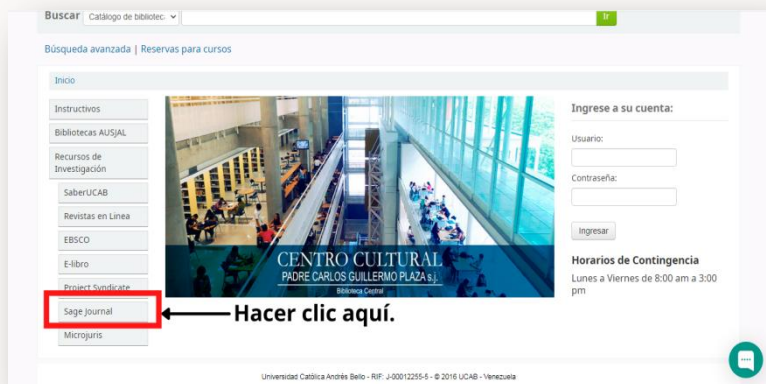 Buscar Catálogo de bibliotec Ir
Búsqueda avanzada | Reservas para cursos
Inicio
Instructivos
Bibliotecas AUSJAL
Recursos de
Investigación
SaberUCAB
Revistas en Linea
EBSCO
E-libro
Project Syndicate
Sage Journal
Microjuris
CENTRO CULTURAL
PADRE CARLOS GUILLERMO PLAZA s.j.
Biblioteca Central
Hacer clic aquí.
Ingrese a su cuenta:
Usuario:
Contraseña:
Ingresar
Horarios de Contingencia
Lunes a Viernes de 8:00 am a 3:00
pm
Universidad Católica Andrés Bello - RIF: J-00012255-5 - © 2016 UCAB - Venezuela